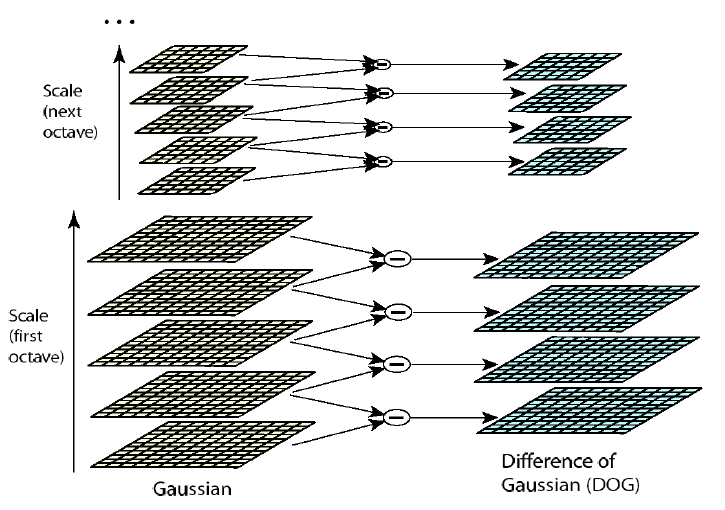 ...
Scale
(next
octave)
Scale
(first
octave)
Gaussian
Difference of
Gaussian (DOG)